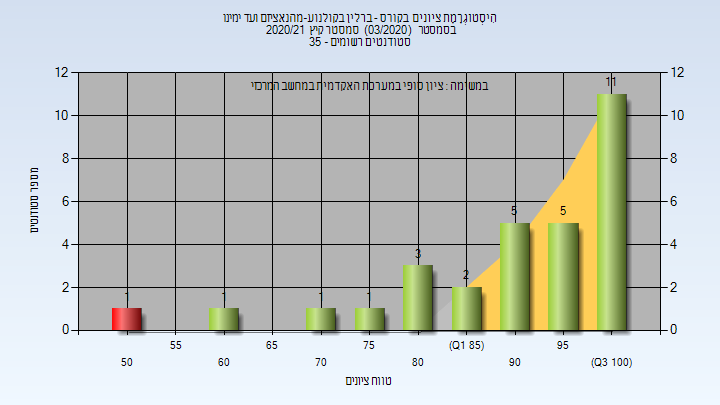 היסטוגרמת ציונים בקורס - ברלין בקולנוע-מהנאציזם ועד ימינו
בסמסטר (03/2020) סמסטר קיץ 2020/21
סטודנטים רשומים - 35
במשימה : ציון סופי במערכת האקדמית במחשב המרכזי
12 12
10 10
8 8
6 6
4 4
2 2
0 0
1 1 1 1 3 2 5 5 11
מספר סטודנטים
55 65 75 (Q1 85) 95
50 60 70 80 90 (Q3 100)
טווח ציונים